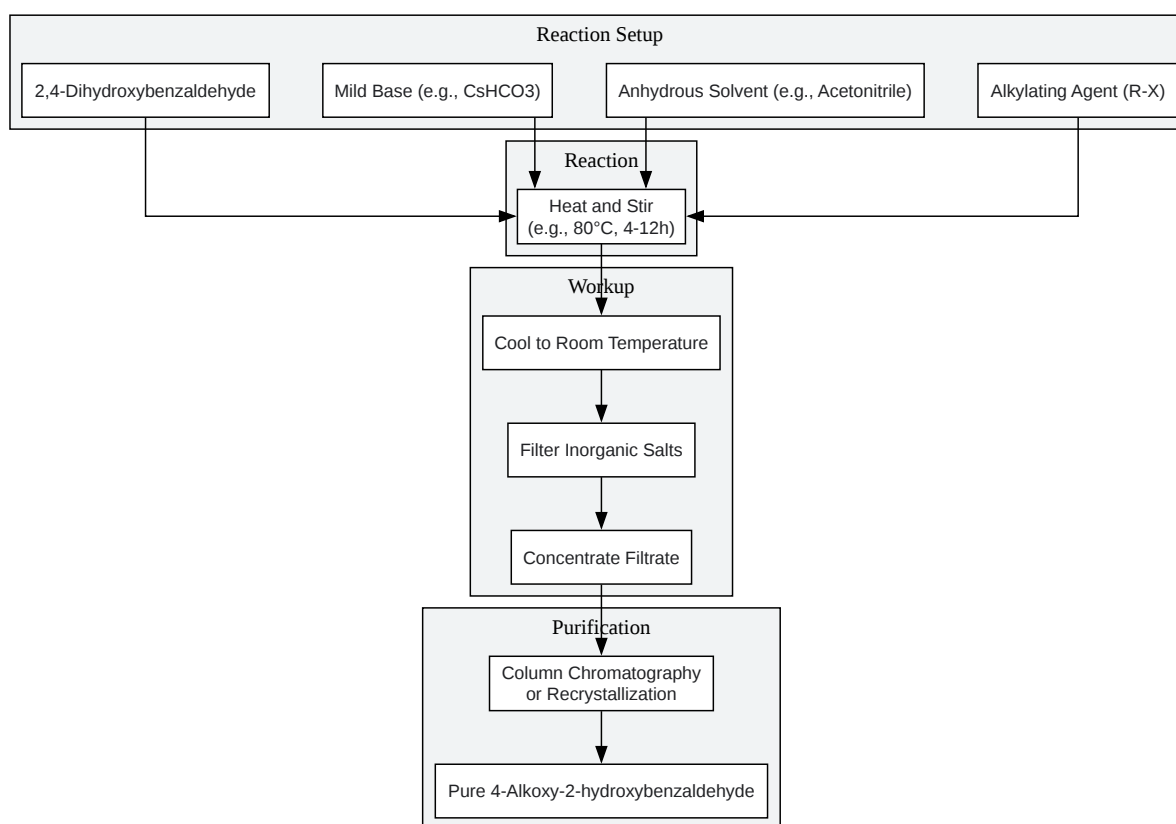 Reaction Setup
2,4-Dihydroxybenzaldehyde
Mild Base (e.g., CsHCO3)
Anhydrous Solvent (e.g., Acetonitrile)
Alkylating Agent (R-X)
Reaction
Heat and Stir
(e.g., 80°C, 4-12h)
Workup
Cool to Room Temperature
Filter Inorganic Salts
Concentrate Filtrate
Purification
Column Chromatography
or Recrystallization
Pure 4-Alkoxy-2-hydroxybenzaldehyde